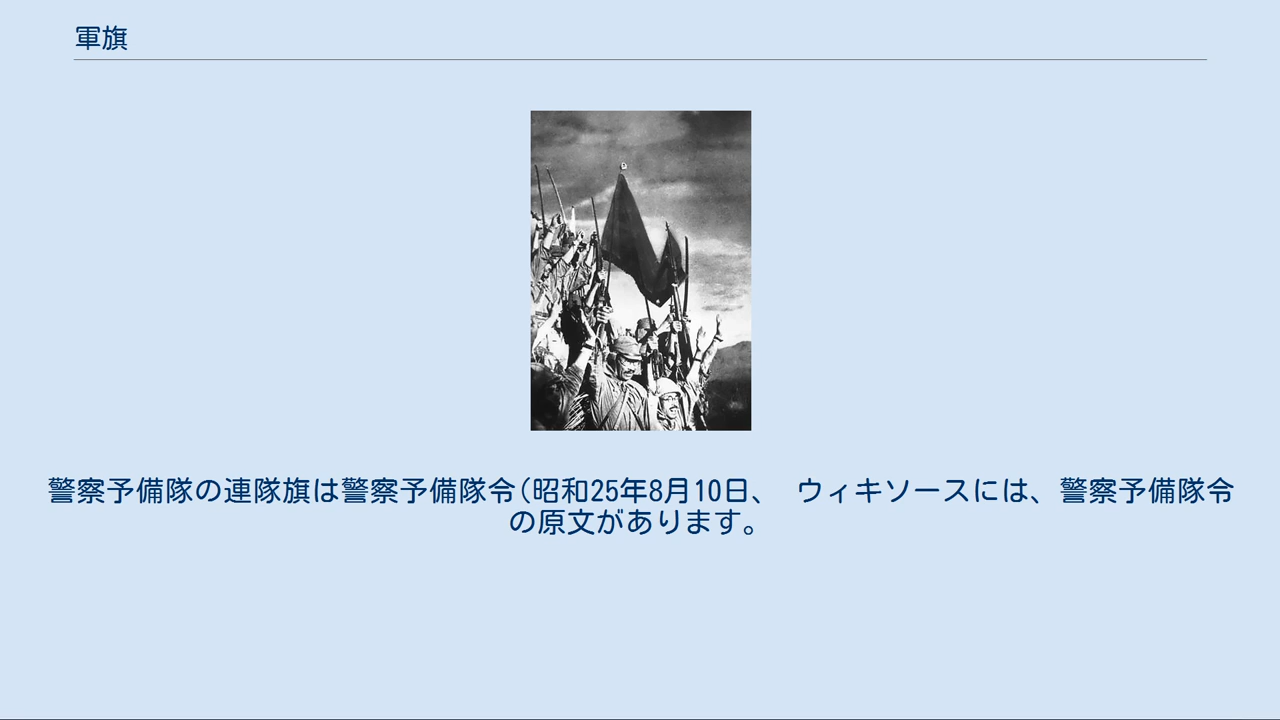 軍旗
警察予備隊の連隊旗は警察予備隊令(昭和25年8月10日、 ウィキソースには、警察予備隊令
の原文があります。